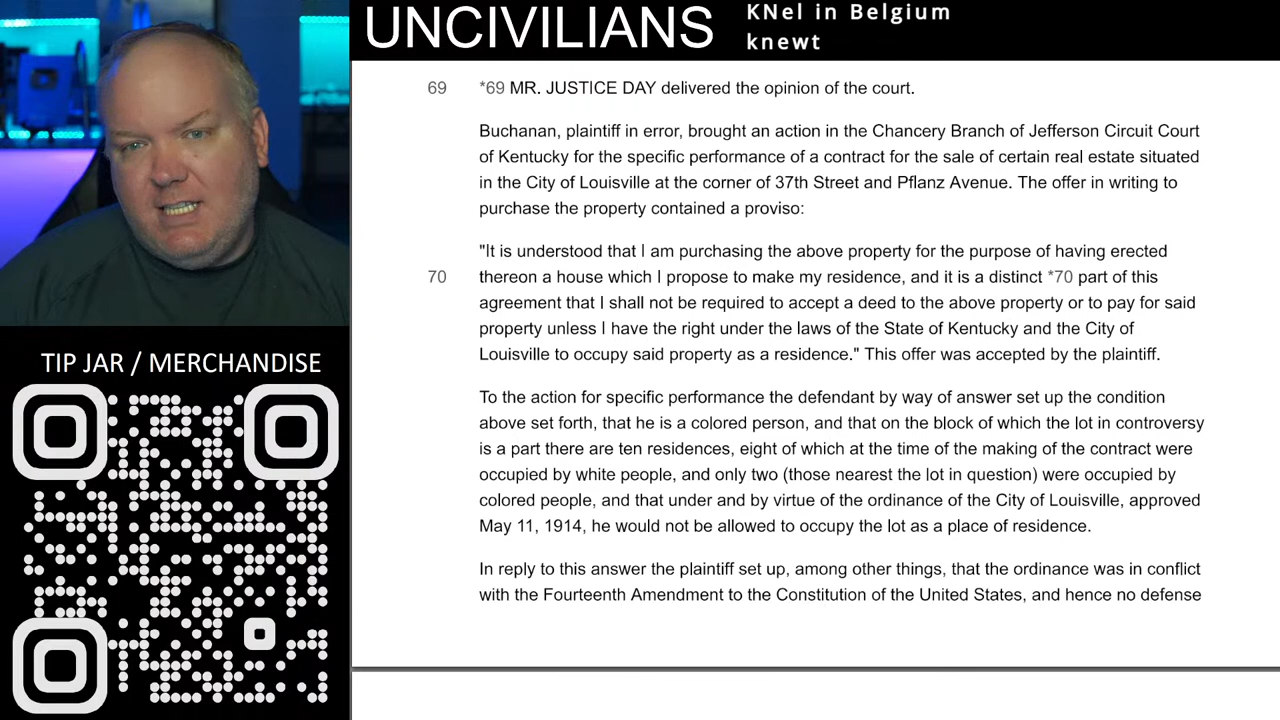 UNCIVILIANS
KNel in Belgium
knewt
TIP JAR / MERCHANDISE
69 *69 MR. JUSTICE DAY delivered the opinion of the court.
Buchanan, plaintiff in error, brought an action in the Chancery Branch of Jefferson Circuit Court
of Kentucky for the specific performance of a contract for the sale of certain real estate situated
in the City of Louisville at the corner of 37th Street and Pflanz Avenue. The offer in writing to
purchase the property contained a proviso:
"It is understood that I am purchasing the above property for the purpose of having erected
70 thereon a house which I propose to make my residence, and it is a distinct *70 part of this
agreement that I shall not be required to accept a deed to the above property or to pay for said
property unless I have the right under the laws of the State of Kentucky and the City of
Louisville to occupy said property as a residence." This offer was accepted by the plaintiff.
To the action for specific performance the defendant by way of answer set up the condition
above set forth, that he is a colored person, and that on the block of which the lot in controversy
is a part there are ten residences, eight of which at the time of the making of the contract were
occupied by white people, and only two (those nearest the lot in question) were occupied by
colored people, and that under and by virtue of the ordinance of the City of Louisville, approved
May 11, 1914, he would not be allowed to occupy the lot as a place of residence.
In reply to this answer the plaintiff set up, among other things, that the ordinance was in conflict
with the Fourteenth Amendment to the Constitution of the United States, and hence no defense